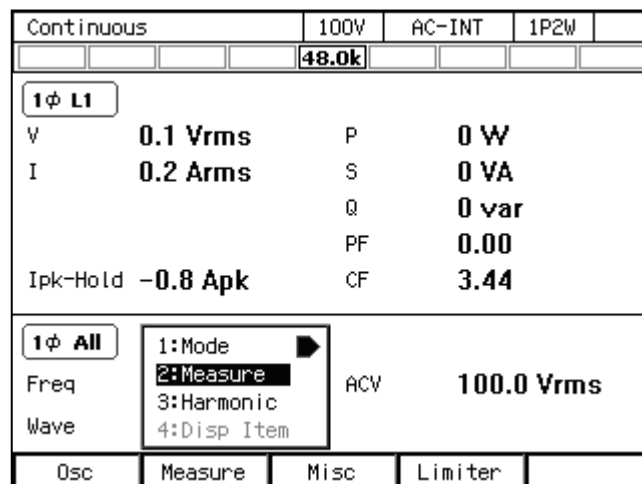 Continuous 100V AC-INT 1P2W
48.0k
1ϕ L1
V 0.1 Vrms P 0 W
I 0.2 Arms S 0 VA
Q 0 var
PF 0.00
Ipk-Hold -0.8 Apk CF 3.44
1ϕ All
1:Mode
2:Measure
3:Harmonic
4:Disp Item
Freq ACV 100.0 Vrms
Wave
Osc Measure Misc Limiter